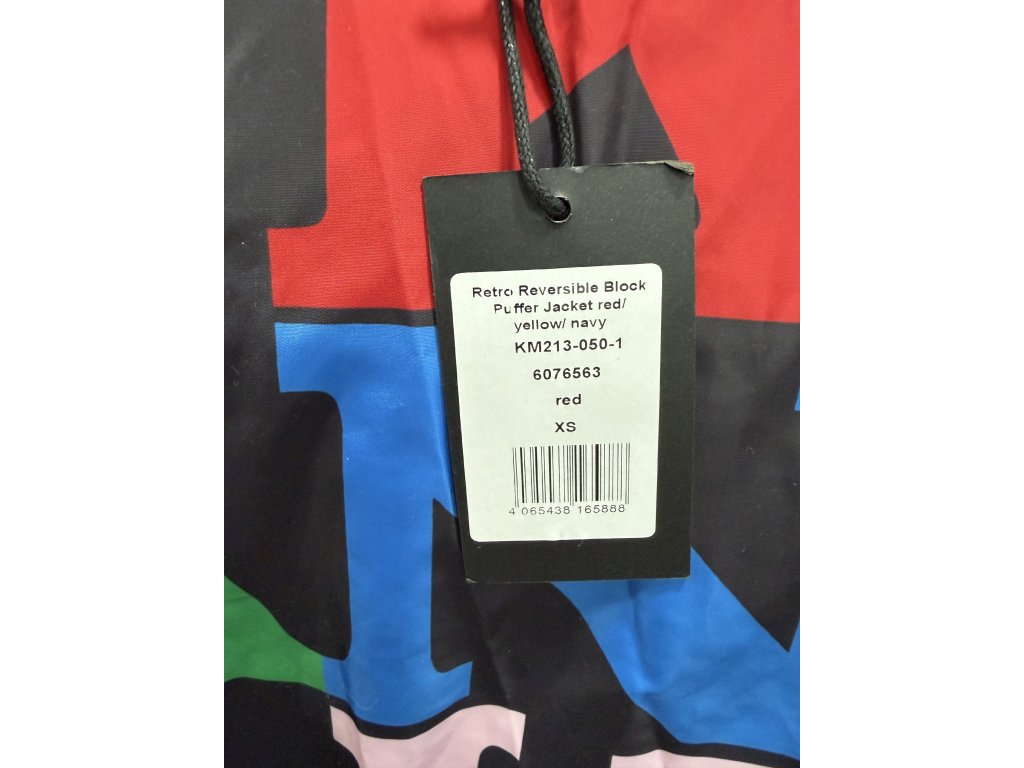 Retro Reversible Block
Puffer Jacket red/
yellow/ navy
KM213-050-1
6076563
red
XS
4 065438 165888